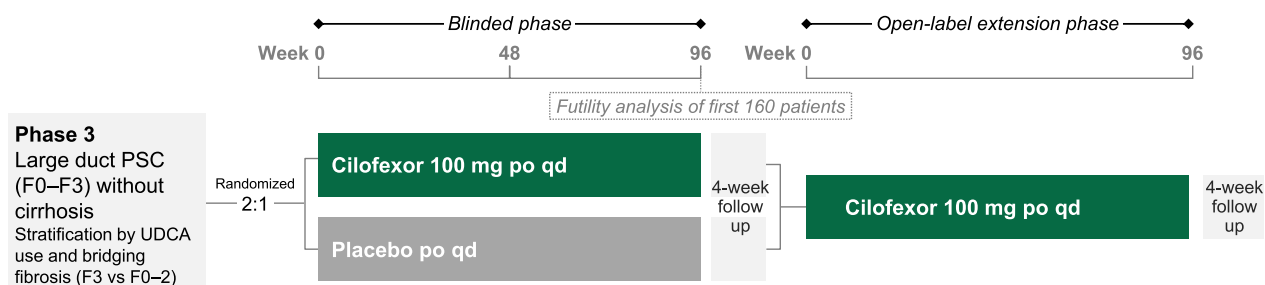 Blinded phase
Open-label extension phase
Week 0
48
96
Week 0
96
Futility analysis of first 160 patients
Phase 3
Large duct PSC
(F0–F3) without
cirrhosis
Stratification by UDCA
use and bridging
fibrosis (F3 vs F0–2)
Randomized
2:1
Cilofexor 100 mg po qd
Placebo po qd
4-week
follow
up
Cilofexor 100 mg po qd
4-week
follow
up